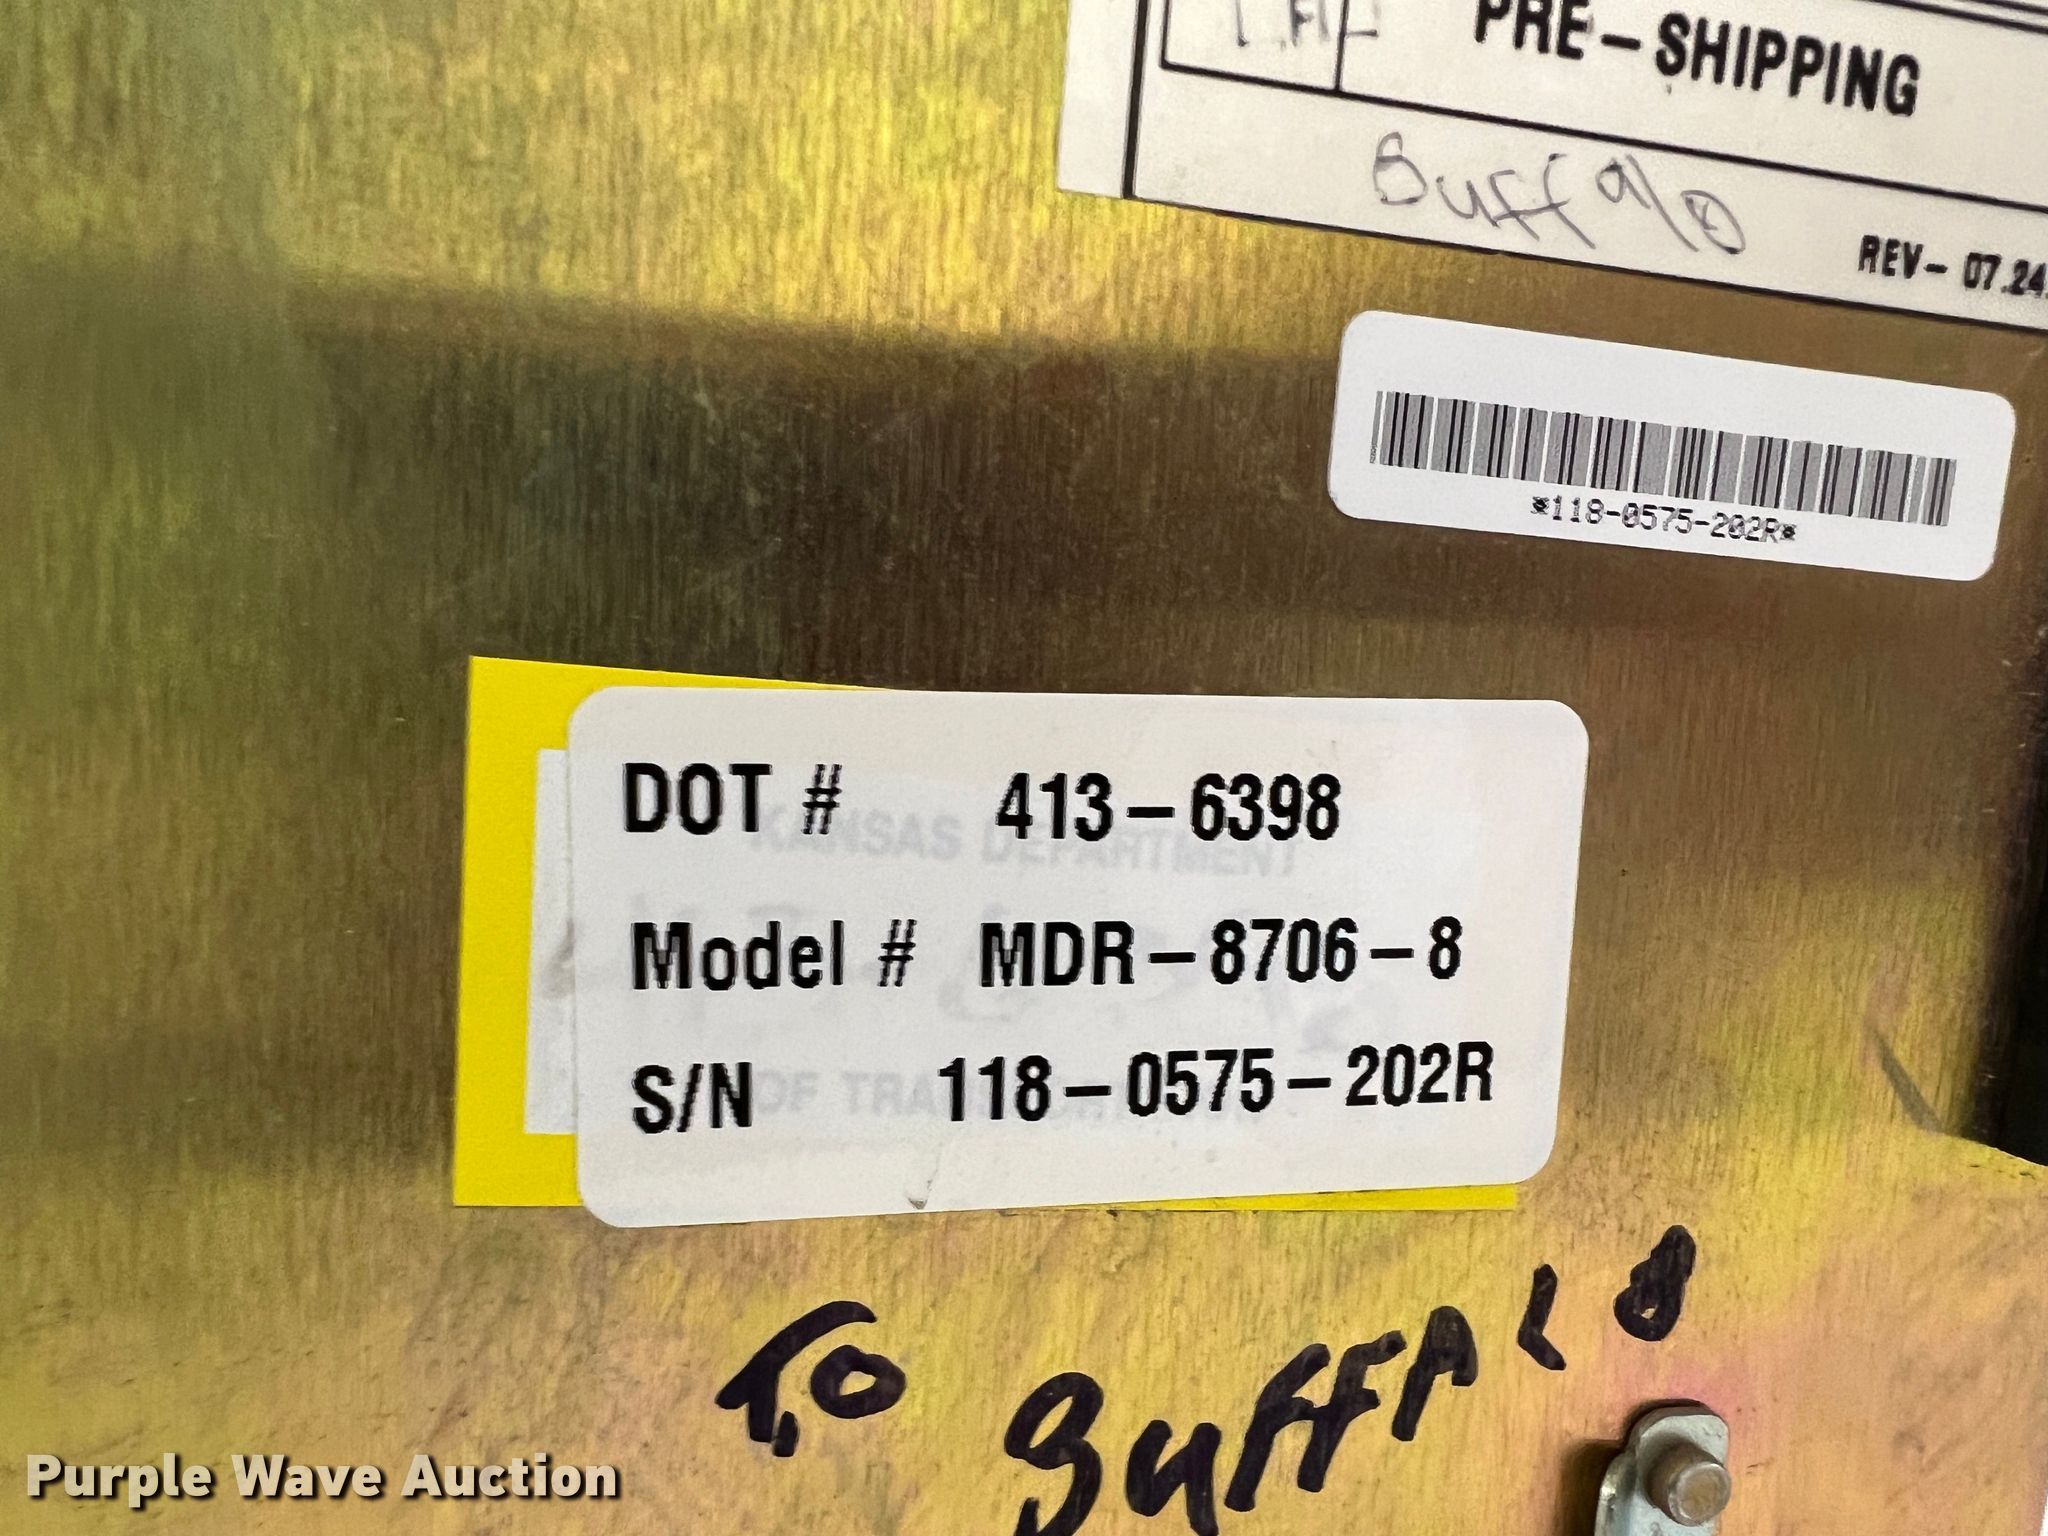 PRE-SHIPPING
Buffalo
REV- 07.24.
*118-0575-202R*
DOT # 413-6398
KANSAS DEPARTMENT
Model # MDR-8706-8
S/N 118-0575-202R
OF
To Buffalo
Purple Wave Auction